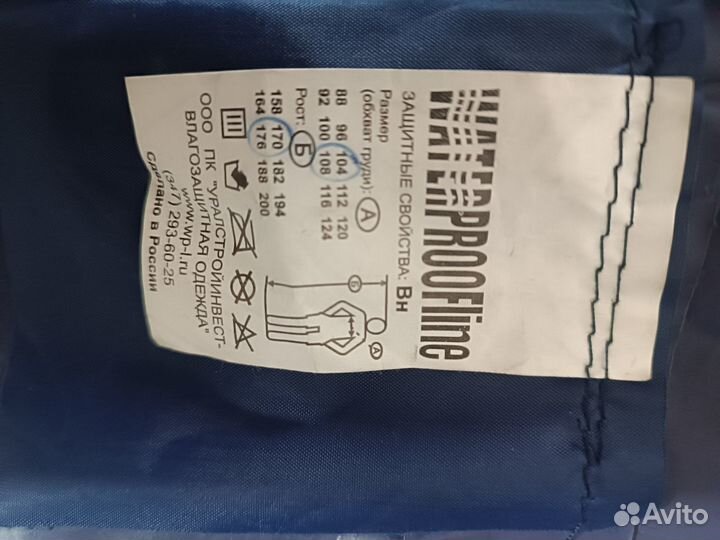 WATERPROOFline
ЗАЩИТНЫЕ СВОЙСТВА: Вн
Размер
(обхват груди): А
88 96 104 112 120
92 100 108 116 124
Рост: Б
158 170 182 194
164 176 188 200
Б
А
ООО ПК "УРАЛСТРОЙИНВЕСТ-
ВЛАГОЗАЩИТНАЯ ОДЕЖДА"
www.wp-l.ru
(347) 293-60-25
Сделано в России
Avito